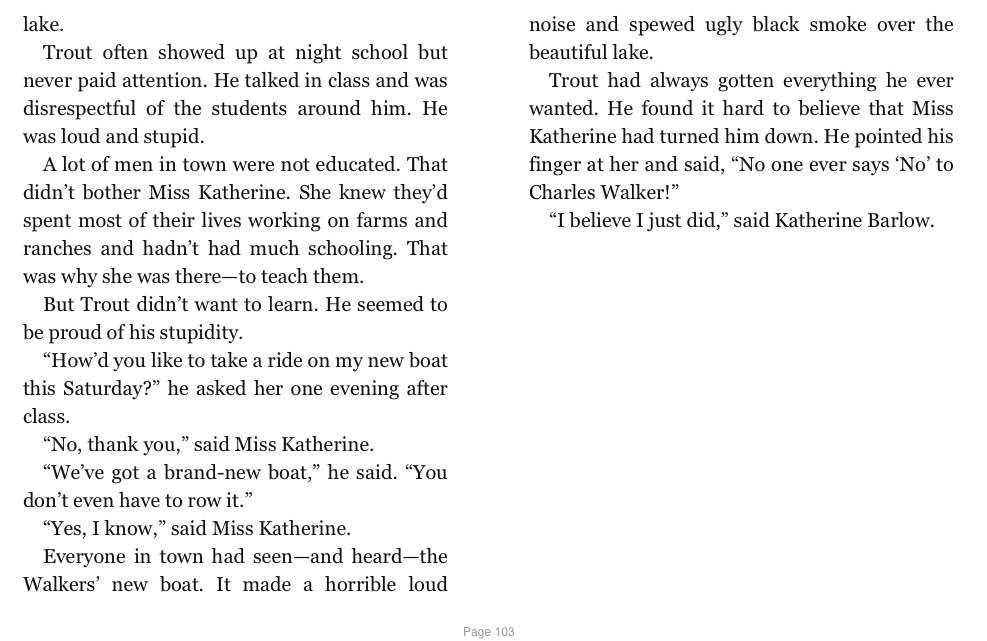 lake.
Trout often showed up at night school but
never paid attention. He talked in class and was
disrespectful of the students around him. He
was loud and stupid.
A lot of men in town were not educated. That
didn’t bother Miss Katherine. She knew they’d
spent most of their lives working on farms and
ranches and hadn’t had much schooling. That
was why she was there—to teach them.
But Trout didn’t want to learn. He seemed to
be proud of his stupidity.
“How’d you like to take a ride on my new boat
this Saturday?” he asked her one evening after
class.
“No, thank you,” said Miss Katherine.
“We’ve got a brand-new boat,” he said. “You
don’t even have to row it.”
“Yes, I know,” said Miss Katherine.
Everyone in town had seen—and heard—the
Walkers’ new boat. It made a horrible loud
noise and spewed ugly black smoke over the
beautiful lake.
Trout had always gotten everything he ever
wanted. He found it hard to believe that Miss
Katherine had turned him down. He pointed his
finger at her and said, “No one ever says ‘No’ to
Charles Walker!”
“I believe I just did,” said Katherine Barlow.
Page 103